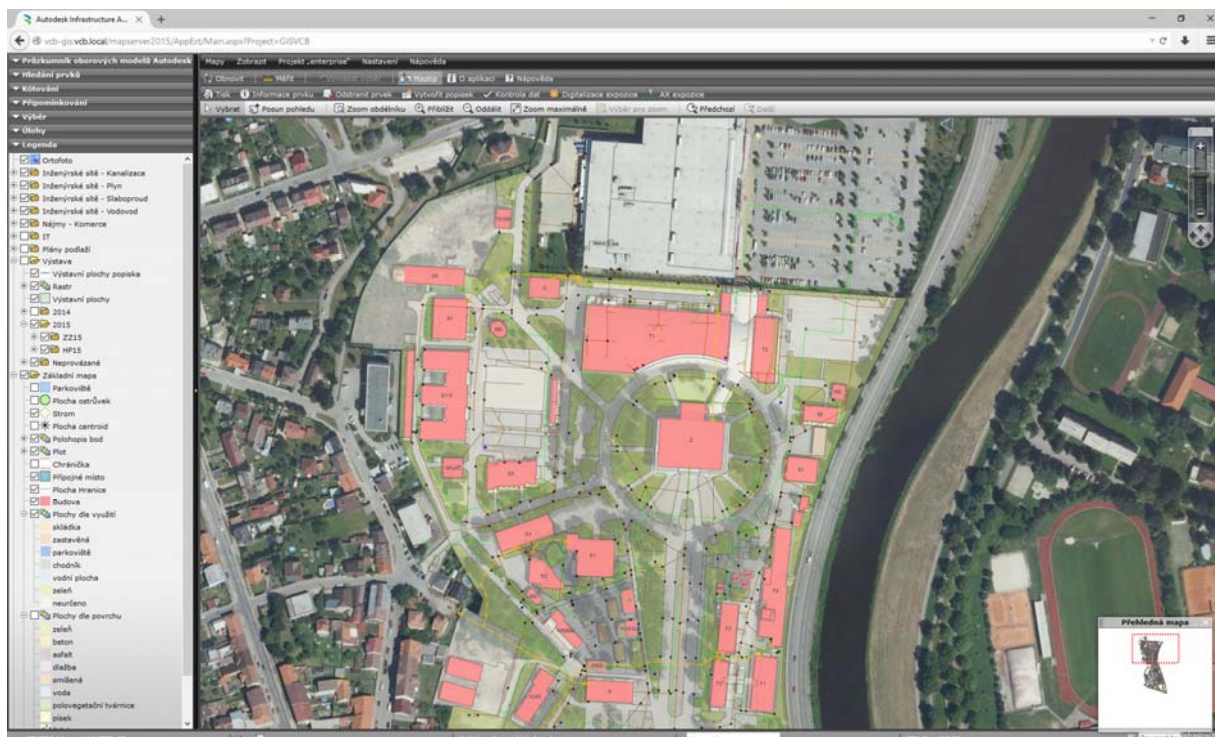 Autodesk Infrastructure A...
vcb-gis.vcb.local/mapserver2015/AppExt/Main.aspx?Project=GISVCB
Průzkumník oborových modelů Autodesk
Mapy Zobrazit Projekt „enterprise" Nastavení Nápověda
Hledání prvků
Obnovit Měřit Vymazat výběr Maptip O aplikaci Nápověda
Kótování
Připomínkování
Tisk Informace prvku Odstranit prvek Vytvořit popisek Kontrola dat Digitalizace expozice AX expozice
Výběr
Vybrat Posun pohledu Zoom obdélníku Přiblížit Oddálit Zoom maximálně Výběr pro zoom Předchozí Další
Úlohy
Legenda
Ortofoto
Inženýrské sítě - Kanalizace
Inženýrské sítě - Plyn
Inženýrské sítě - Slaboproud
Inženýrské sítě - Vodovod
Nájmy - Komerce
IT
Plány podlaží
Výstava
Výstavní plochy popiska
Rastr
Výstavní plochy
2014
2015
ZZ15
HP15
Neprovázané
Základní mapa
Parkoviště
Plocha ostrůvek
Strom
Plocha centroid
Polohopis bod
Plot
Chránička
Přípojné místo
Plocha Hranice
Budova
Plochy dle využití
skládka
zastavěná
parkoviště
chodník
vodní plocha
zeleň
neurčeno
Plochy dle povrchu
zeleň
beton
asfalt
dlažba
smíšená
voda
polovegetační tvárnice
písek
Přehledná mapa